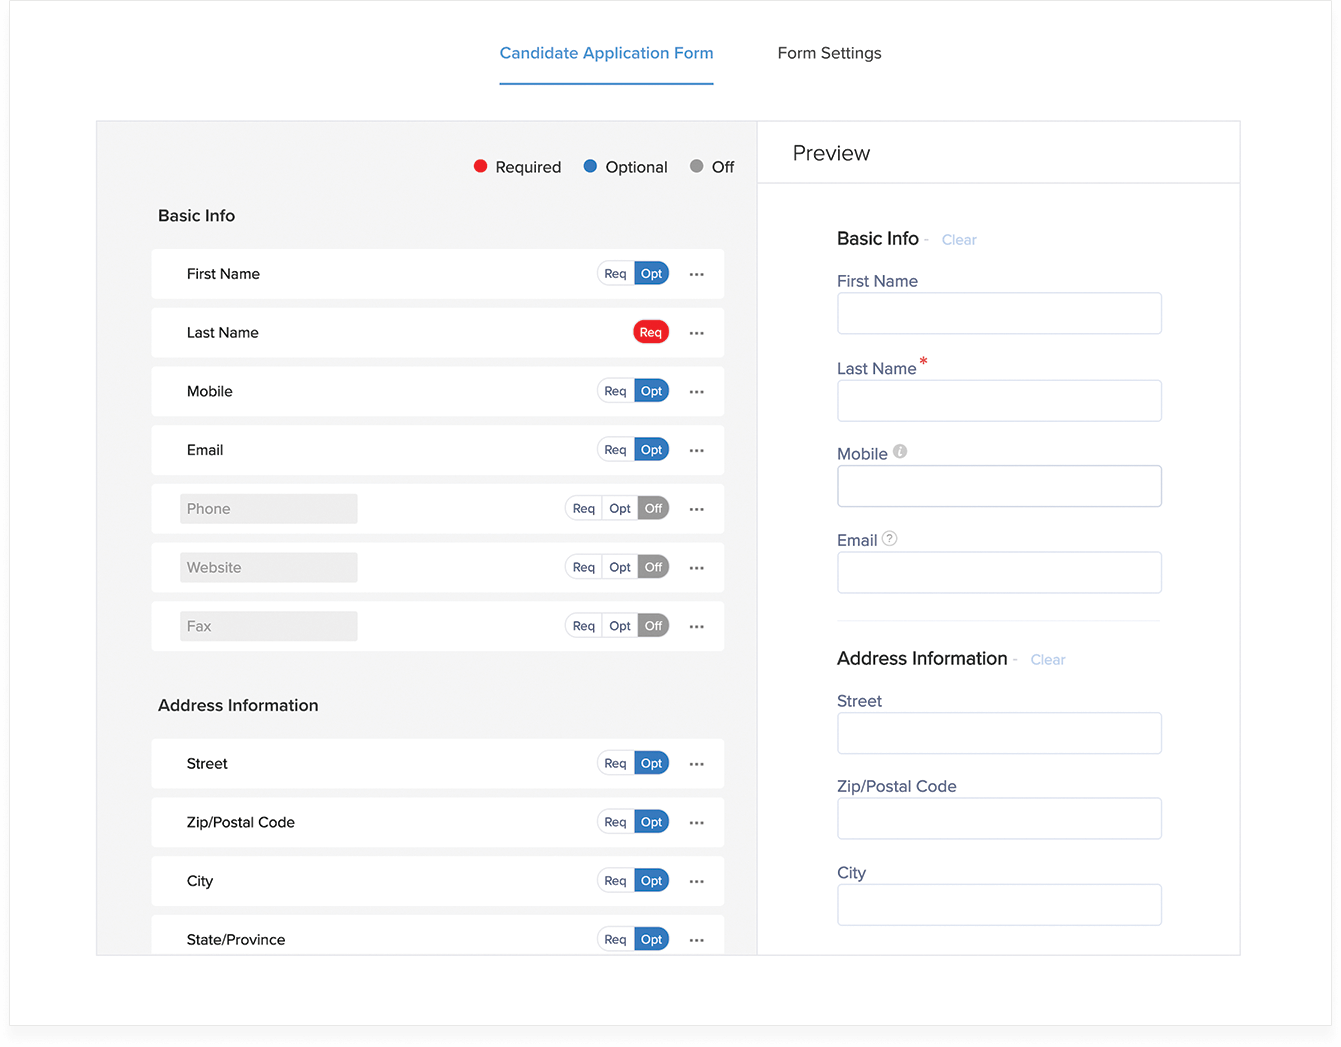 Candidate Application Form Form Settings
Required Optional Off
Basic Info
First Name Req Opt ...
Last Name Req ...
Mobile Req Opt ...
Email Req Opt ...
Phone Req Opt Off ...
Website Req Opt Off ...
Fax Req Opt Off ...
Address Information
Street Req Opt ...
Zip/Postal Code Req Opt ...
City Req Opt ...
State/Province Req Opt ...
Preview
Basic Info - Clear
First Name
Last Name *
Mobile i
Email ?
Address Information - Clear
Street
Zip/Postal Code
City